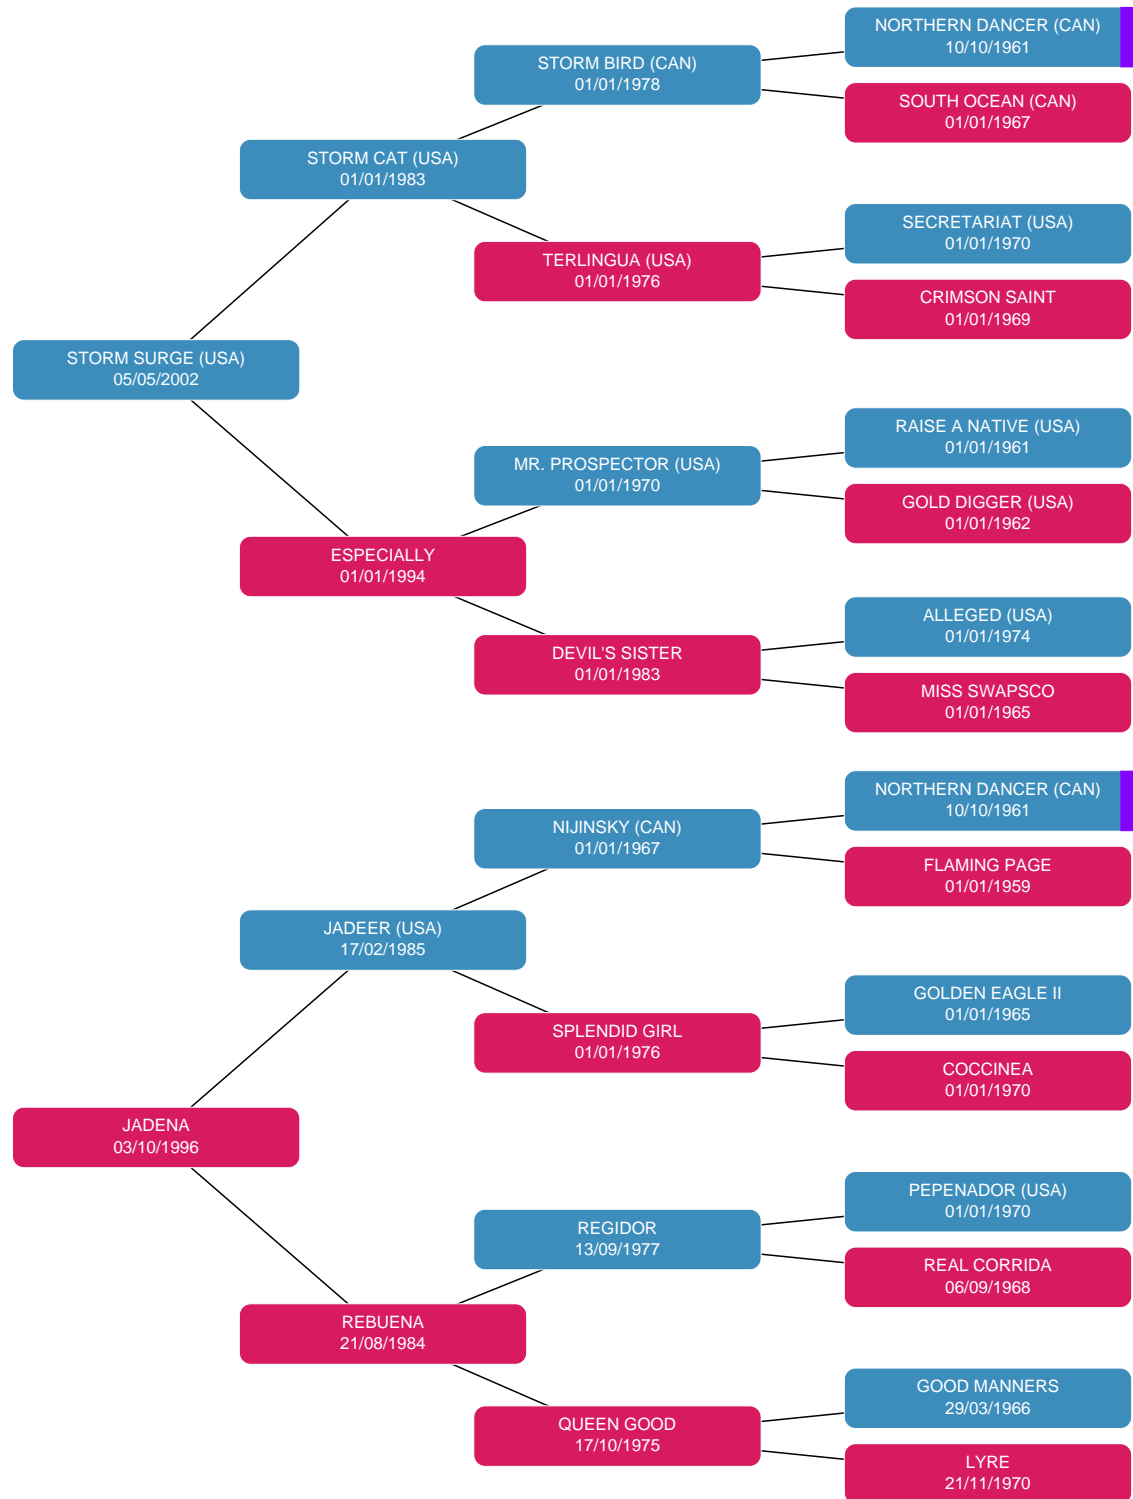 NORTHERN DANCER (CAN)
10/10/1961
STORM BIRD (CAN)
01/01/1978
SOUTH OCEAN (CAN)
01/01/1967
STORM CAT (USA)
01/01/1983
SECRETARIAT (USA)
01/01/1970
TERLINGUA (USA)
01/01/1976
CRIMSON SAINT
01/01/1969
STORM SURGE (USA)
05/05/2002
RAISE A NATIVE (USA)
01/01/1961
MR. PROSPECTOR (USA)
01/01/1970
GOLD DIGGER (USA)
01/01/1962
ESPECIALLY
01/01/1994
ALLEGED (USA)
01/01/1974
DEVIL'S SISTER
01/01/1983
MISS SWAPSCO
01/01/1965
NORTHERN DANCER (CAN)
10/10/1961
NIJINSKY (CAN)
01/01/1967
FLAMING PAGE
01/01/1959
JADEER (USA)
17/02/1985
GOLDEN EAGLE II
01/01/1965
SPLENDID GIRL
01/01/1976
COCCINEA
01/01/1970
JADENA
03/10/1996
PEPENADOR (USA)
01/01/1970
REGIDOR
13/09/1977
REAL CORRIDA
06/09/1968
REBUENA
21/08/1984
GOOD MANNERS
29/03/1966
QUEEN GOOD
17/10/1975
LYRE
21/11/1970